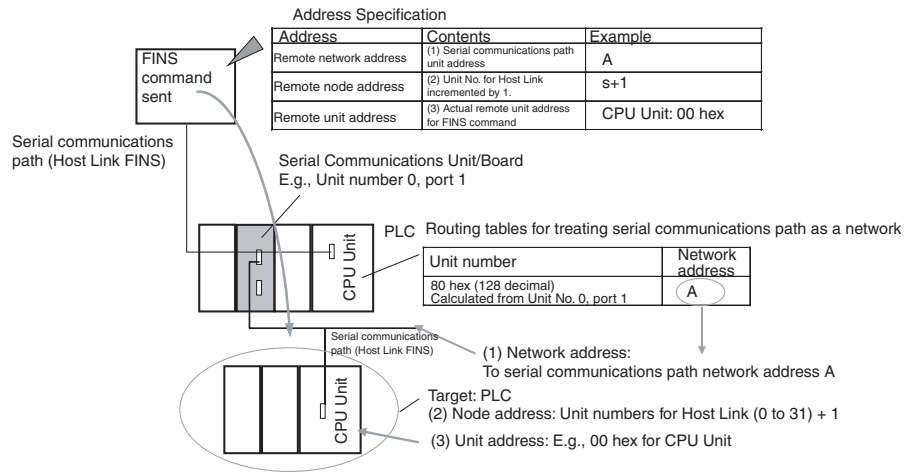 Address Specification
Address Contents Example
Remote network address (1) Serial communications path unit address A
Remote node address (2) Unit No. for Host Link incremented by 1. s+1
Remote unit address (3) Actual remote unit address for FINS command CPU Unit: 00 hex
FINS
command
sent
Serial communications
path (Host Link FINS)
Serial Communications Unit/Board
E.g., Unit number 0, port 1
PLC
CPU Unit
Routing tables for treating serial communications path as a network
Unit number Network address
80 hex (128 decimal)
Calculated from Unit No. 0, port 1 A
Serial communications
path (Host Link FINS)
(1) Network address:
To serial communications path network address A
CPU Unit
Target: PLC
(2) Node address: Unit numbers for Host Link (0 to 31) + 1
(3) Unit address: E.g., 00 hex for CPU Unit